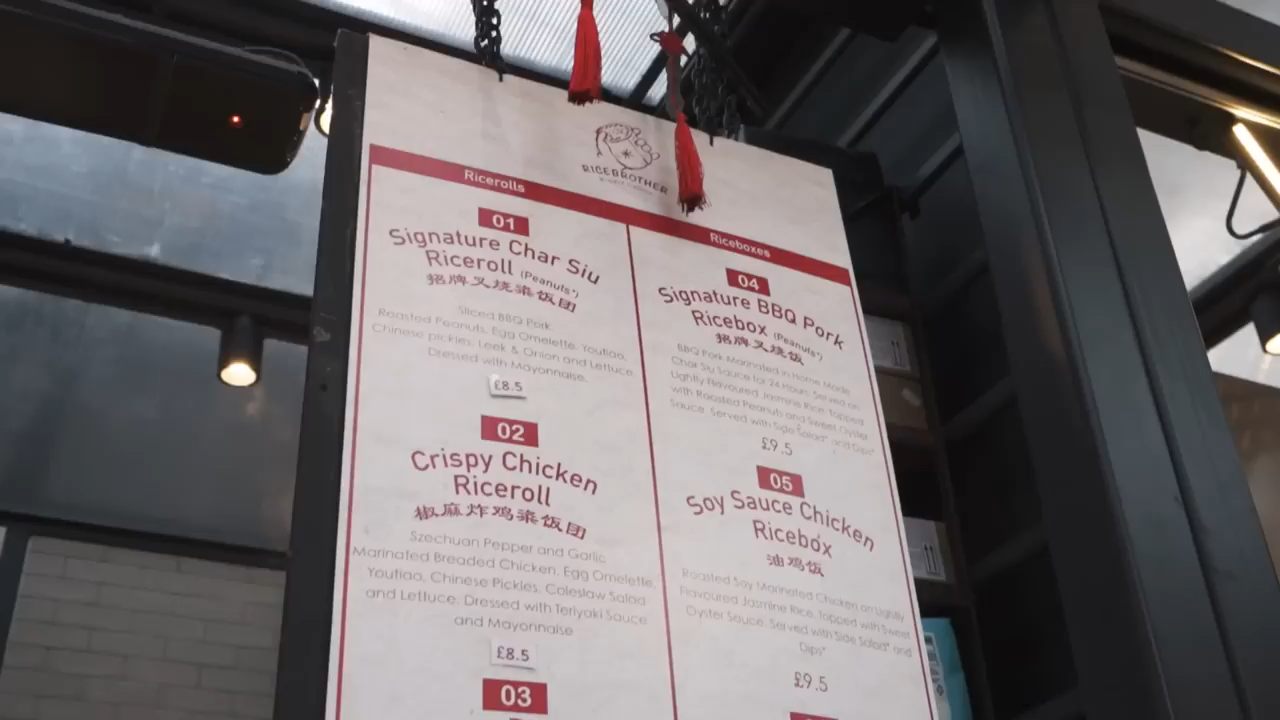 RICEBROTHER
Ricerolls
01
Signature Char Siu
Riceroll (Peanuts*)
招牌叉烧粢饭团
Sliced BBQ Pork,
Roasted Peanuts, Egg Omelette, Youtiao,
Chinese pickles, Leek & Onion and Lettuce,
Dressed with Mayonnaise.
£8.5
02
Crispy Chicken
Riceroll
椒麻炸鸡粢饭团
Szechuan Pepper and Garlic
Marinated Breaded Chicken, Egg Omelette,
Youtiao, Chinese Pickles, Coleslaw Salad
and Lettuce, Dressed with Teriyaki Sauce
and Mayonnaise
£8.5
03
Riceboxes
04
Signature BBQ Pork
Ricebox (Peanuts*)
招牌叉烧饭
BBQ Pork Marinated in Home Made
Char Siu Sauce for 24 Hours, Served on
Lightly Flavoured Jasmine Rice, topped
with Roasted Peanuts and Sweet Oyster
Sauce. Served with Side Salad* and Dips*
£9.5
05
Soy Sauce Chicken
Ricebox
油鸡饭
Roasted Soy Marinated Chicken on Lightly
Flavoured Jasmine Rice, topped with Sweet
Oyster Sauce. Served with Side Salad* and
Dips*
£9.5